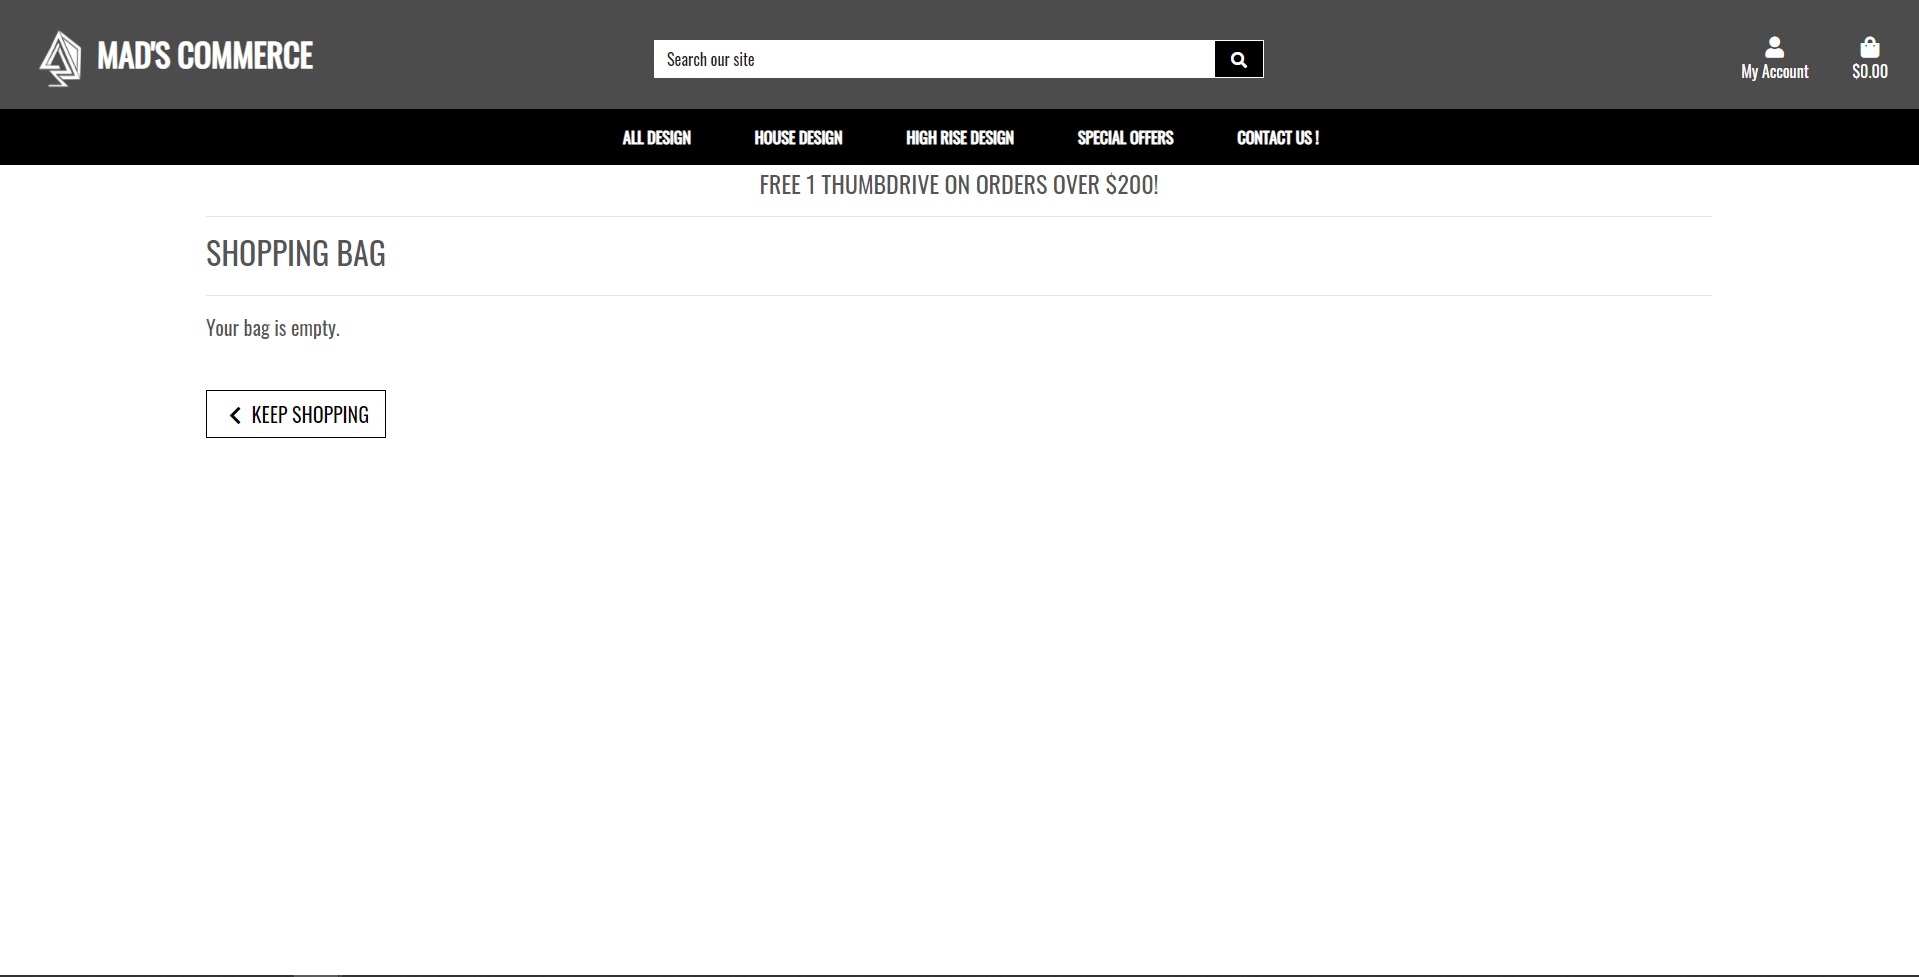 MAD'S COMMERCE
Search our site
My Account
$0.00
ALL DESIGN
HOUSE DESIGN
HIGH RISE DESIGN
SPECIAL OFFERS
CONTACT US !
FREE 1 THUMBDRIVE ON ORDERS OVER $200!
SHOPPING BAG
Your bag is empty.
KEEP SHOPPING